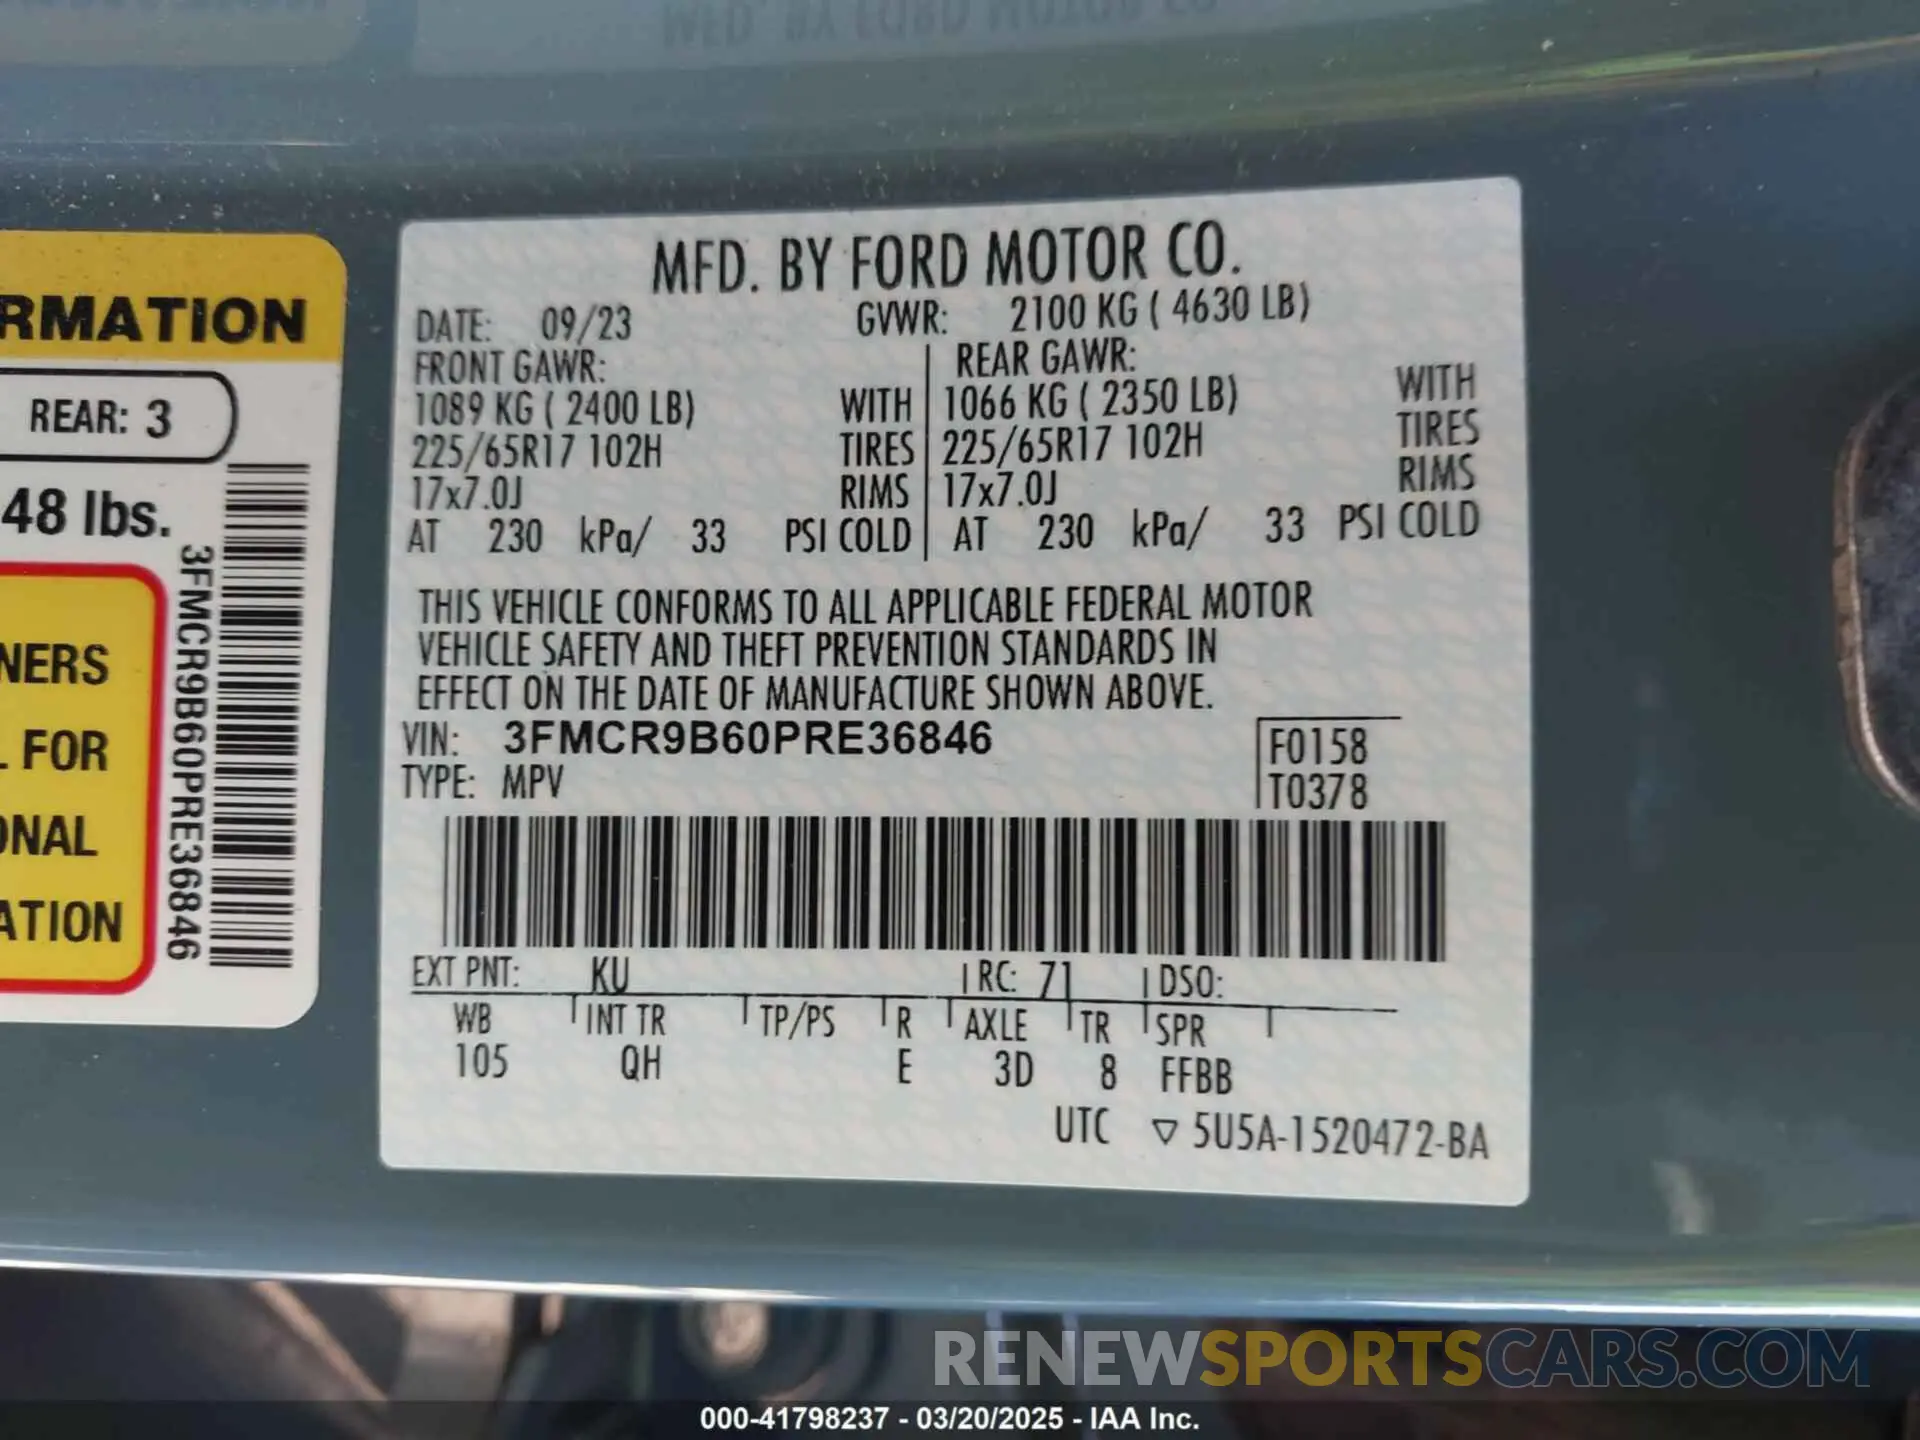 RMATION
REAR: 3
48 lbs.
NERS
FOR
ONAL
ATION
3FMCR9B60PRE36846
MFD. BY FORD MOTOR CO.
DATE: 09/23 GVWR: 2100 KG ( 4630 LB)
FRONT GAWR: REAR GAWR:
1089 KG ( 2400 LB) WITH 1066 KG ( 2350 LB) WITH
225/65R17 102H TIRES 225/65R17 102H TIRES
17x7.0J RIMS 17x7.0J RIMS
AT 230 kPa/ 33 PSI COLD AT 230 kPa/ 33 PSI COLD
THIS VEHICLE CONFORMS TO ALL APPLICABLE FEDERAL MOTOR
VEHICLE SAFETY AND THEFT PREVENTION STANDARDS IN
EFFECT ON THE DATE OF MANUFACTURE SHOWN ABOVE.
VIN: 3FMCR9B60PRE36846 F0158
TYPE: MPV T0378
EXT PNT: KU RC: 71 DSO:
WB INT TR TP/PS R AXLE TR SPR
105 QH E 3D 8 FFBB
UTC ▽ 5U5A-1520472-BA
RENEWSPORTSCARS.COM
000-41798237 - 03/20/2025 - IAA Inc.